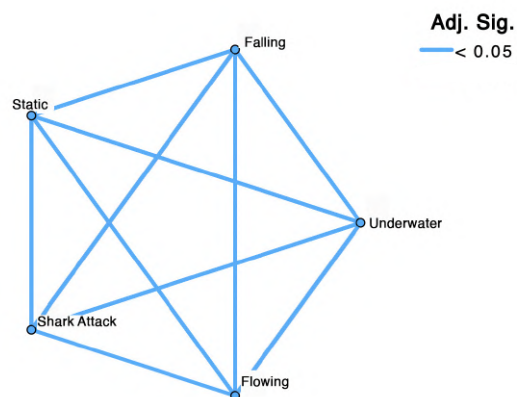 Adj. Sig.
< 0.05
Falling
Static
Underwater
Shark Attack
Flowing